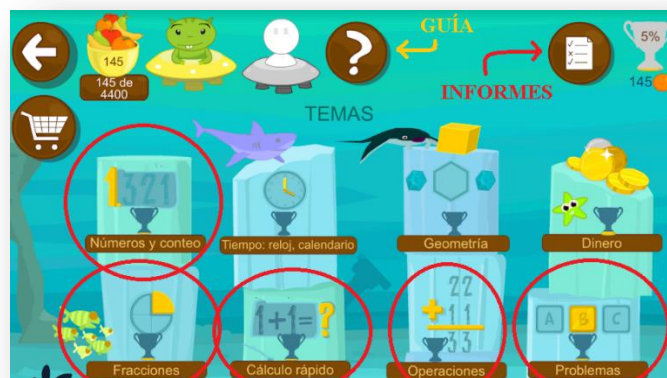 GUÍA
5%
145
145 de
4400
145
INFORMES
TEMAS
1321
Números y conteo
Tiempo: reloj, calendario
Geometría
Dinero
1+1=?
22
+11
33
A B C
Fracciones
Cálculo rápido
Operaciones
Problemas